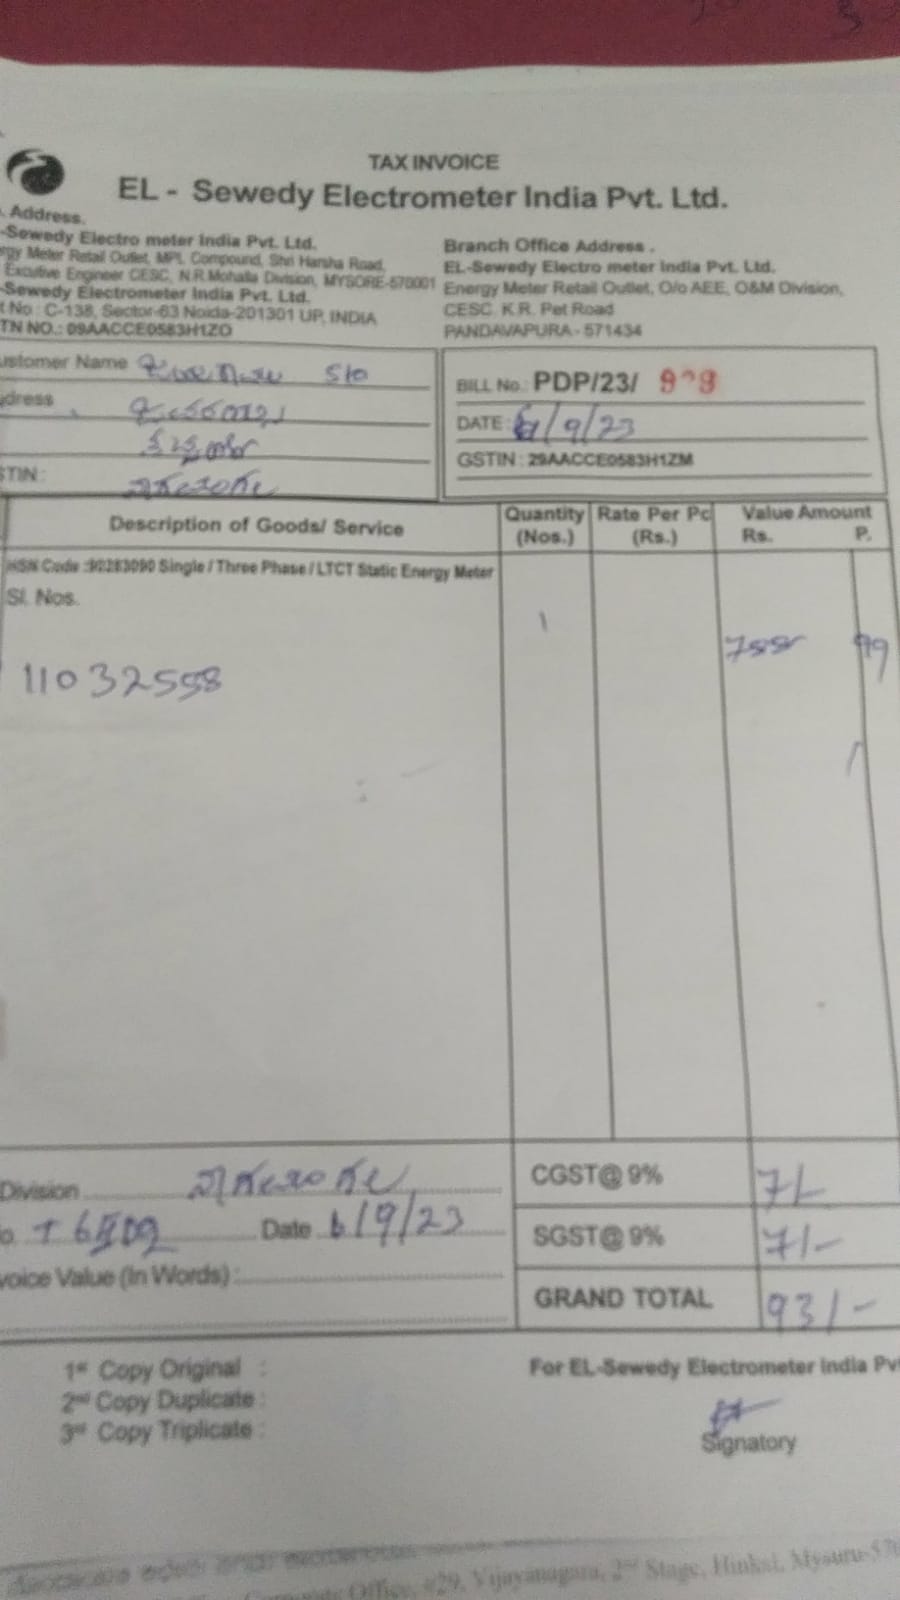 TAX INVOICE
EL - Sewedy Electrometer India Pvt. Ltd.
Address.
-Sewedy Electro meter India Pvt. Ltd.
rgy Meter Retail Outlet, MPL Compound, Shri Harsha Road,
Excutive Engineer CESC, N.R.Mohalla Division, MYSORE-570001
-Sewedy Electrometer India Pvt. Ltd.
t No : C-138, Sector-63 Noida-201301 UP, INDIA
TN NO.: 09AACCE0583H1ZO
Branch Office Address .
EL-Sewedy Electro meter India Pvt. Ltd.
Energy Meter Retail Outlet, O/o AEE, O&M Division,
CESC. K.R. Pet Road
PANDAVAPURA - 571434
ustomer Name S/o
ddress
STIN:
BILL No.: PDP/23/
DATE: /9/23
GSTIN : 29AACCE0583H1ZM
Description of Goods/ Service
Quantity (Nos.)
Rate Per Pc (Rs.)
Value Amount
Rs. P.
HSN Code :90283090 Single / Three Phase / LTCT Static Energy Meter
Sl. Nos.
1
99
11032558
Division
o. Date 6/9/23
voice Value (In Words) :
CGST@ 9% 71
SGST@ 9% 71/-
GRAND TOTAL 931/-
1st Copy Original :
2nd Copy Duplicate :
3rd Copy Triplicate :
For EL-Sewedy Electrometer India Pv
Signatory
Office, #29, Vijayanagara, 2nd Stage, Hinkal, Mysuru-570